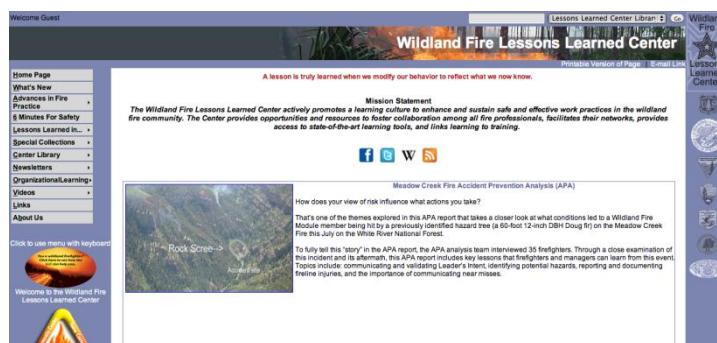 Welcome Guest
Lessons Learned Center Librar
Go
Wildland Fire Lessons Learned Center
Printable Version of Page | E-mail Link
Home Page
What's New
Advances in Fire
Practice
6 Minutes For Safety
Lessons Learned in...
Special Collections
Center Library
Newsletters
OrganizationalLearning
Videos
Links
About Us
Click to use menu with keyboard
Welcome to the Wildland Fire
Lessons Learned Center
A lesson is truly learned when we modify our behavior to reflect what we now know.
Mission Statement
The Wildland Fire Lessons Learned Center actively promotes a learning culture to enhance and sustain safe and effective work practices in the wildland
fire community. The Center provides opportunities and resources to foster collaboration among all fire professionals, facilitates their networks, provides
access to state-of-the-art learning tools, and links learning to training.
f t W
Rock Scree-->
Accident site
Meadow Creek Fire Accident Prevention Analysis (APA)
How does your view of risk influence what actions you take?
That's one of the themes explored in this APA report that takes a closer look at what conditions led to a Wildland Fire
Module member being hit by a previously identified hazard tree (a 60-foot 12-inch DBH Doug fir) on the Meadow Creek
Fire this July on the White River National Forest.
To fully tell this "story" in the APA report, the APA analysis team interviewed 35 firefighters. Through a close examination of
this incident and its aftermath, this APA report includes key lessons that firefighters and managers can learn from this event.
Topics include: communicating and validating Leader's Intent, identifying potential hazards, reporting and documenting
fireline injuries, and the importance of communicating near misses.
Wildlan
Fire
Lesson
Learne
Cente